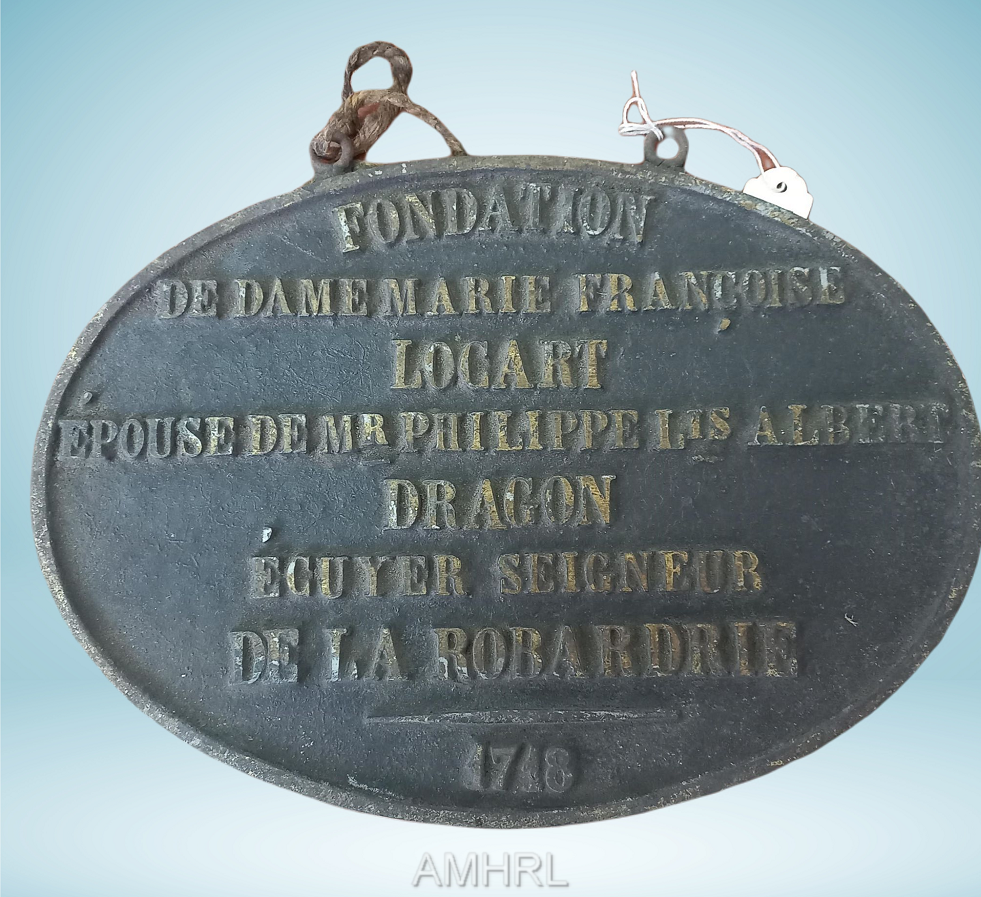 FONDATION
DE DAME MARIE FRANÇOISE
LOCART
ÉPOUSE DE MR PHILIPPE LIS ALBERT
DRAGON
ÉCUYER SEIGNEUR
DE LA ROBARDRIE
1748
AMHRL